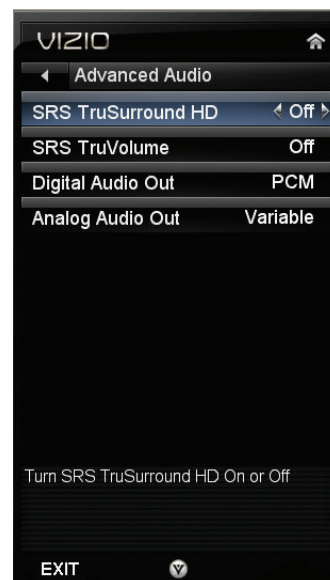 VIZIO
Advanced Audio
SRS TruSurround HD Off
SRS TruVolume Off
Digital Audio Out PCM
Analog Audio Out Variable
Turn SRS TruSurround HD On or Off
EXIT V